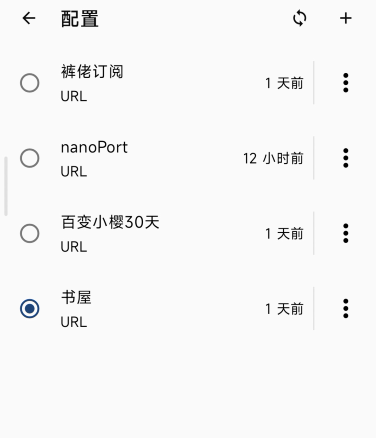 配置
裤佬订阅
URL
1 天前
nanoPort
URL
12 小时前
百变小樱30天
URL
1 天前
书屋
URL
1 天前